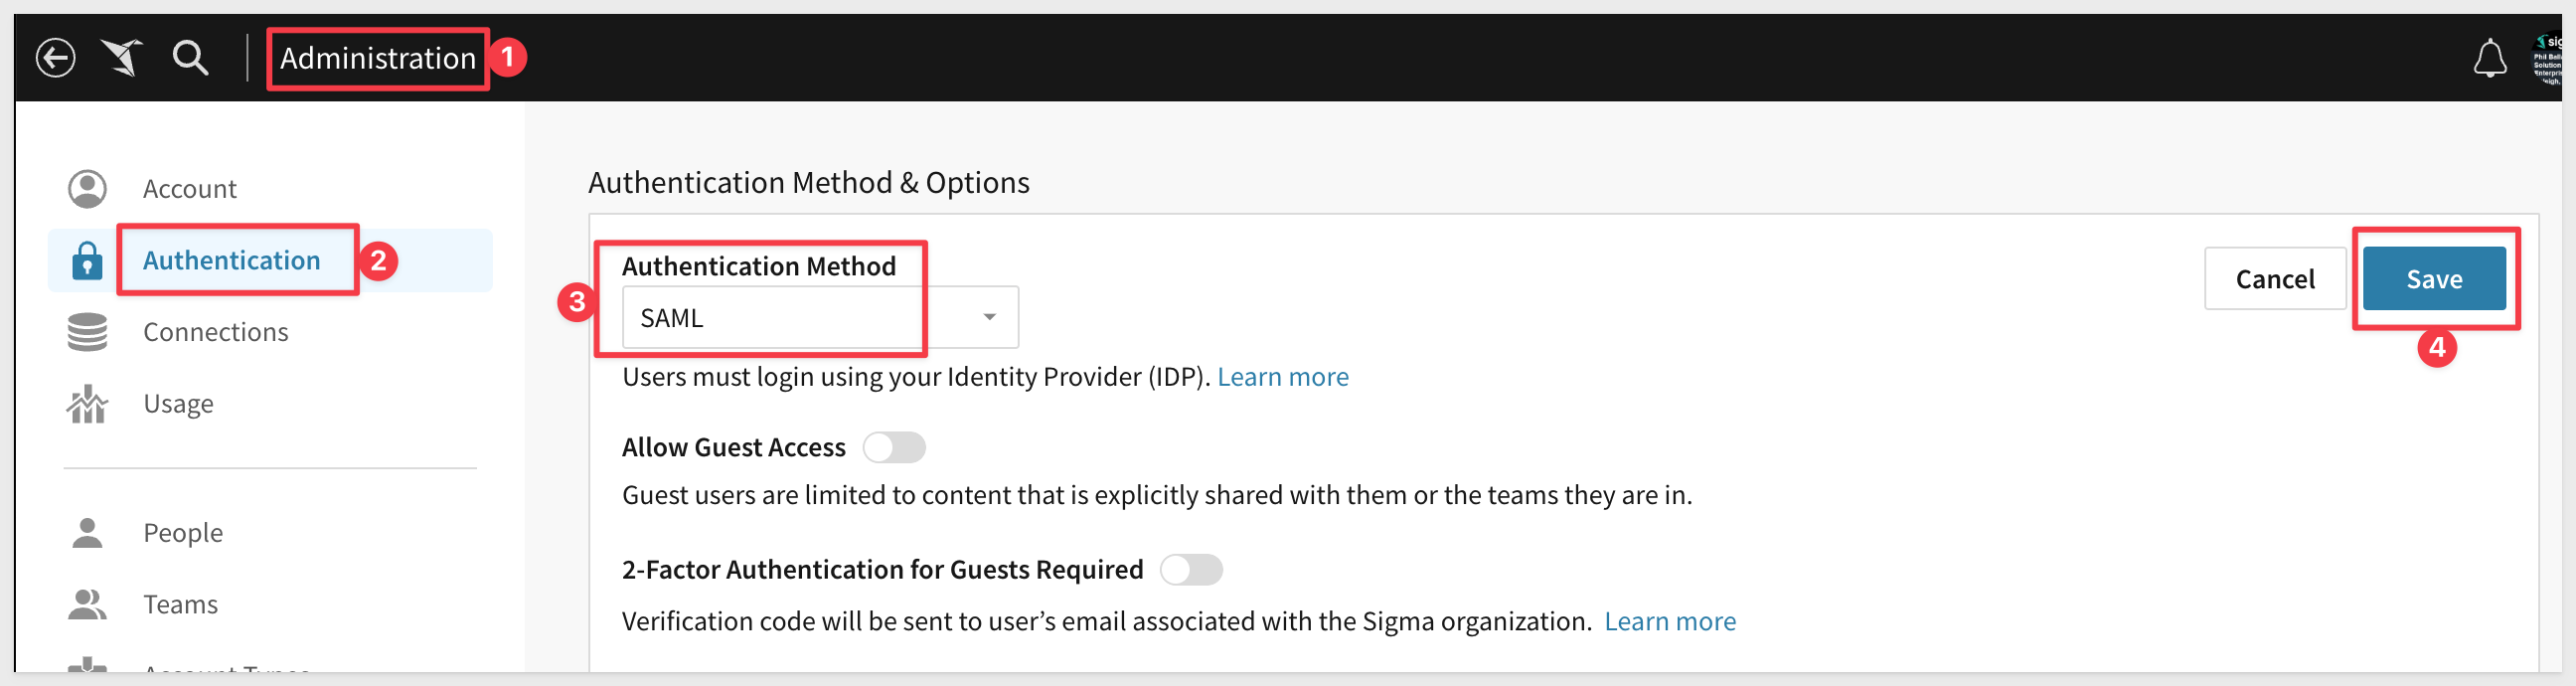 Administration 1
Account
Authentication 2
Connections
Usage
People
Teams
Account Types
Authentication Method & Options
3 Authentication Method
SAML
Users must login using your Identity Provider (IDP). Learn more
Cancel
Save
4
Allow Guest Access
Guest users are limited to content that is explicitly shared with them or the teams they are in.
2-Factor Authentication for Guests Required
Verification code will be sent to user’s email associated with the Sigma organization. Learn more